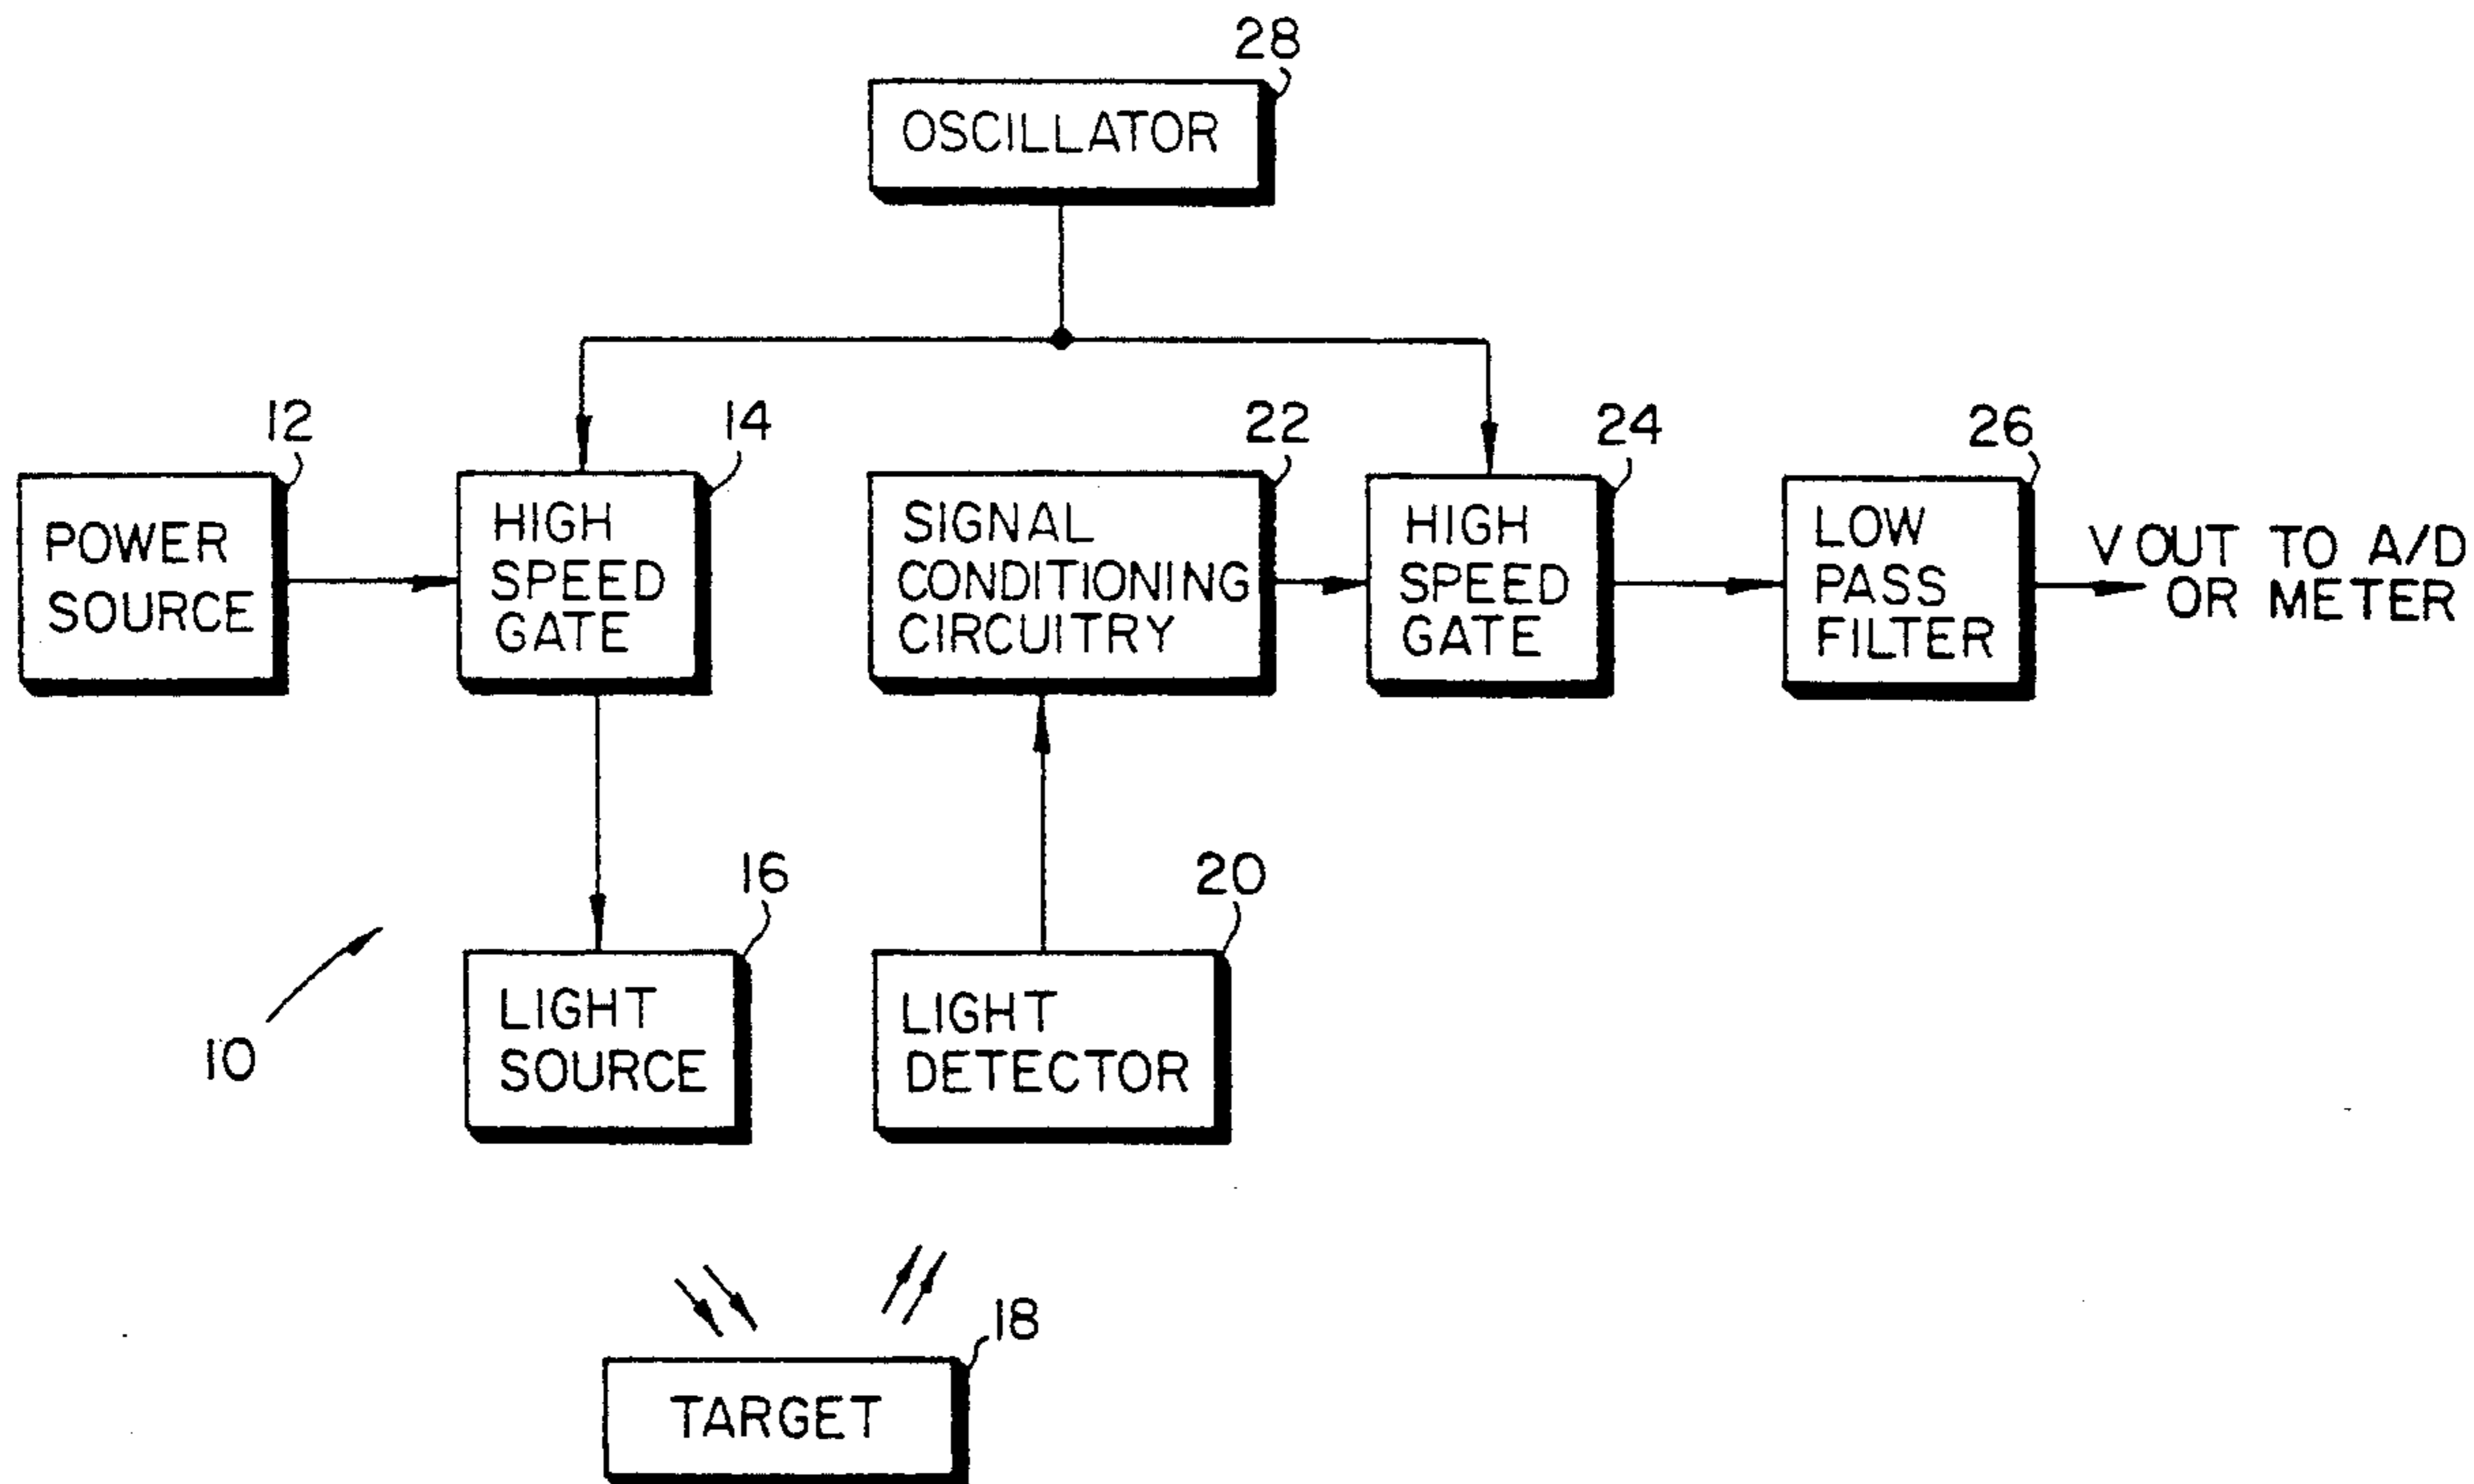 28
OSCILLATOR
12
14
22
24
26
POWER
SOURCE
HIGH
SPEED
GATE
SIGNAL
CONDITIONING
CIRCUITRY
HIGH
SPEED
GATE
LOW
PASS
FILTER
V OUT TO A/D
OR METER
16
20
10
LIGHT
SOURCE
LIGHT
DETECTOR
18
TARGET